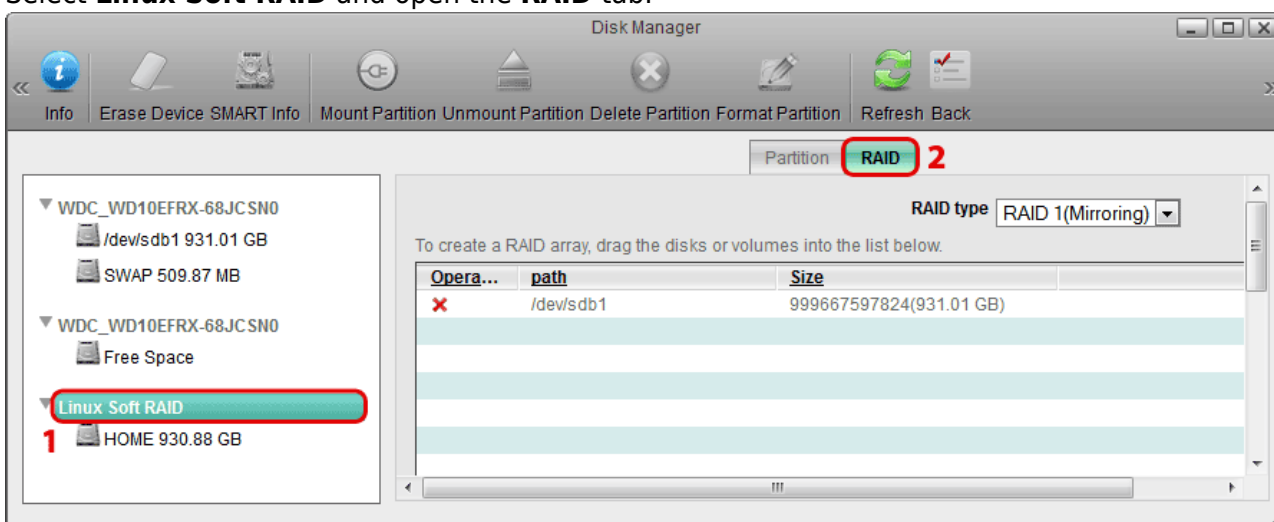 Select Linux Soft RAID and open the RAID tab.
Disk Manager
Info Erase Device SMART Info Mount Partition Unmount Partition Delete Partition Format Partition Refresh Back
Partition RAID 2
WDC_WD10EFRX-68JCSN0
/dev/sdb1 931.01 GB
SWAP 509.87 MB
WDC_WD10EFRX-68JCSN0
Free Space
Linux Soft RAID
1 HOME 930.88 GB
RAID type RAID 1(Mirroring)
To create a RAID array, drag the disks or volumes into the list below.
Opera... path Size
/dev/sdb1 999667597824(931.01 GB)